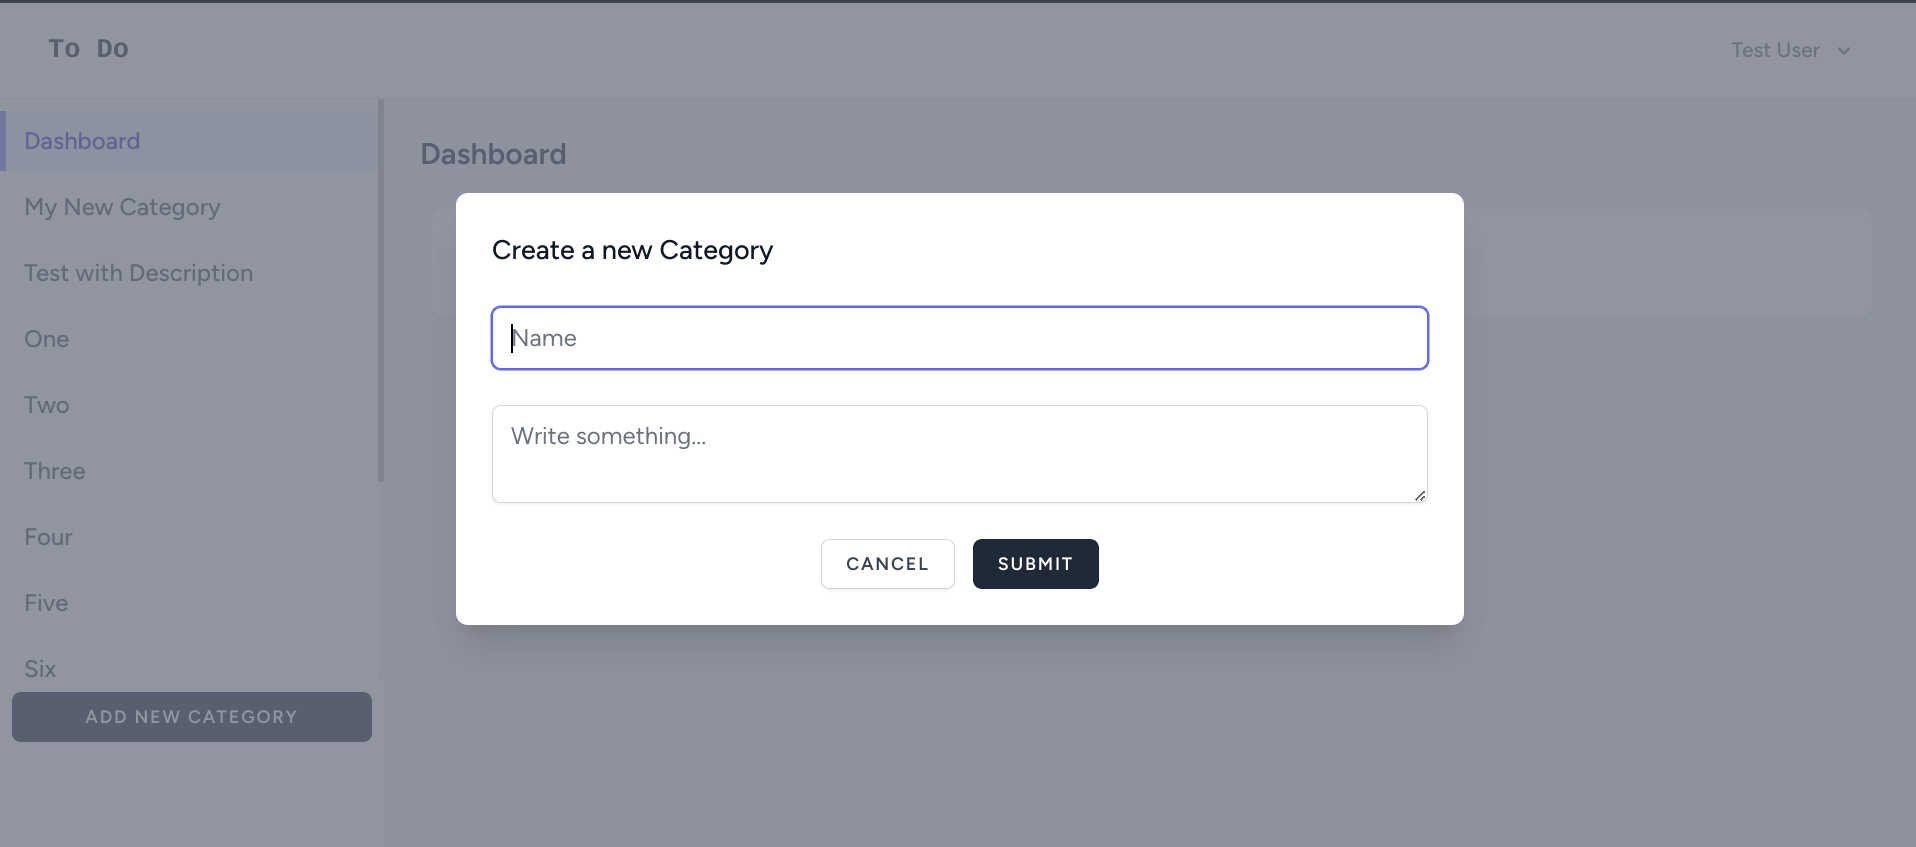 To Do
Test User
Dashboard
My New Category
Test with Description
One
Two
Three
Four
Five
Six
ADD NEW CATEGORY
Dashboard
Create a new Category
Name
Write something...
CANCEL
SUBMIT